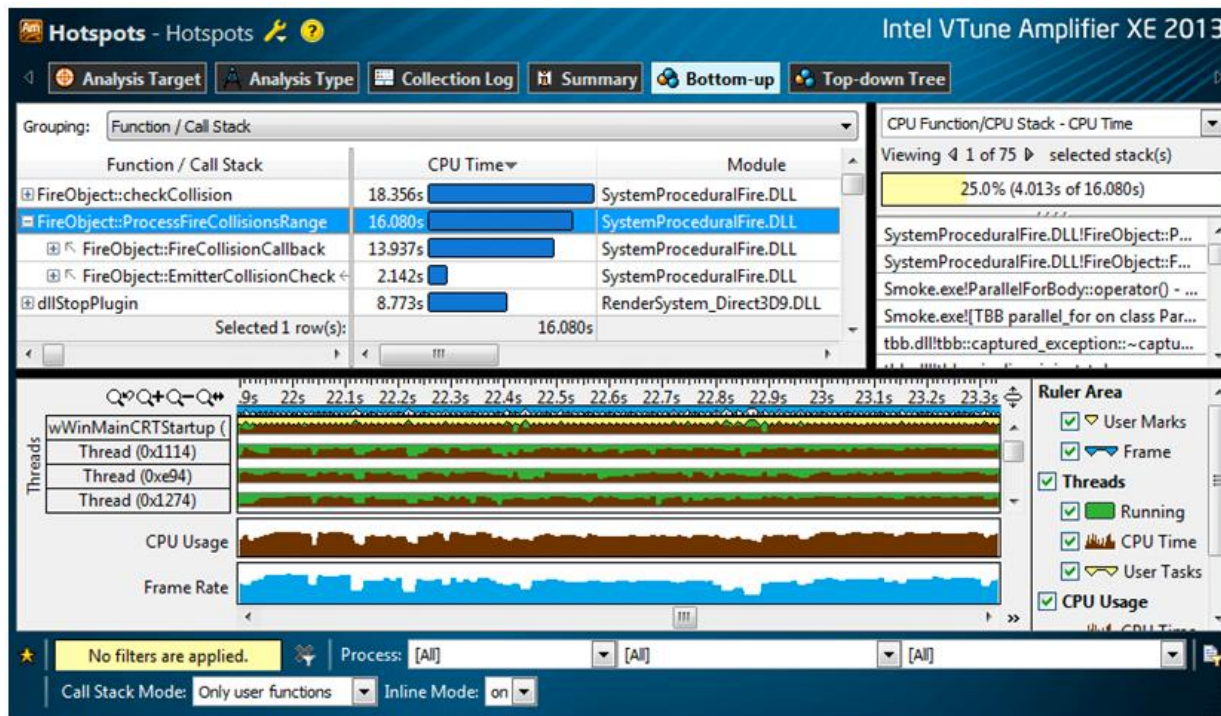 Hotspots - Hotspots
Intel VTune Amplifier XE 2013
Analysis Target Analysis Type Collection Log Summary Bottom-up Top-down Tree
Grouping: Function / Call Stack
Function / Call Stack CPU Time Module
FireObject::checkCollision 18.356s SystemProceduralFire.DLL
FireObject::ProcessFireCollisionsRange 16.080s SystemProceduralFire.DLL
FireObject::FireCollisionCallback 13.937s SystemProceduralFire.DLL
FireObject::EmitterCollisionCheck 2.142s SystemProceduralFire.DLL
dllStopPlugin 8.773s RenderSystem_Direct3D9.DLL
Selected 1 row(s): 16.080s
CPU Function/CPU Stack - CPU Time
Viewing 1 of 75 selected stack(s)
25.0% (4.013s of 16.080s)
SystemProceduralFire.DLL!FireObject::P...
SystemProceduralFire.DLL!FireObject::F...
Smoke.exe!ParallelForBody::operator() - ...
Smoke.exe![TBB parallel_for on class Par...
tbb.dll!tbb::captured_exception::~captu...
.9s 22s 22.1s 22.2s 22.3s 22.4s 22.5s 22.6s 22.7s 22.8s 22.9s 23s 23.1s 23.2s 23.3s
Threads
wWinMainCRTStartup (
Thread (0x1114)
Thread (0xe94)
Thread (0x1274)
CPU Usage
Frame Rate
Ruler Area
User Marks
Frame
Threads
Running
CPU Time
User Tasks
CPU Usage
CPU Time
No filters are applied. Process: [All] [All] [All]
Call Stack Mode: Only user functions Inline Mode: on